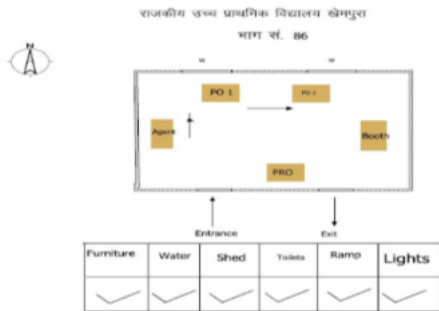 राजकीय उच्च प्राथमिक विद्यालय खेमपुरा
भाग सं. 86
N
W W
PO 1 PO 2
Agent Booth
PRO
Entrance Exit
Furniture Water Shed Toilets Ramp Lights